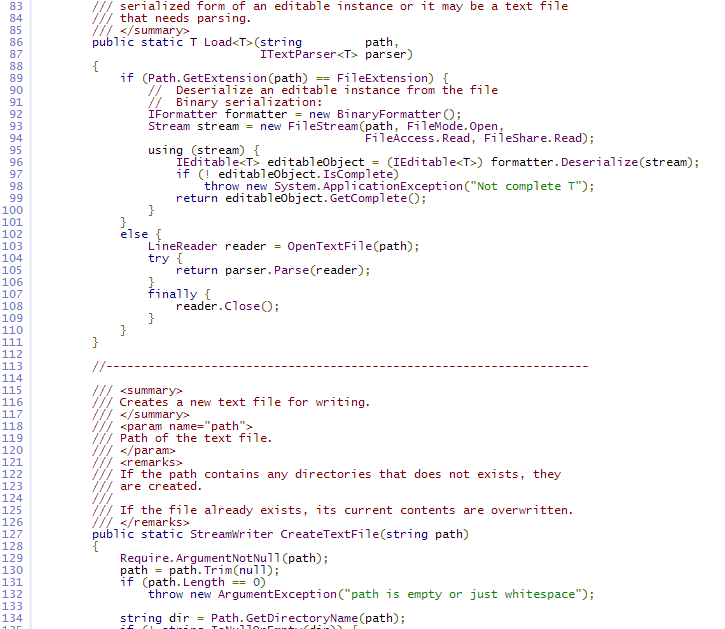 83 /// serialized form of an editable instance or it may be a text file
84 /// that needs parsing.
85 /// </summary>
86 public static T Load<T>(string         path,
87                         ITextParser<T> parser)
88 {
89     if (Path.GetExtension(path) == FileExtension) {
90         //  Deserialize an editable instance from the file
91         //  Binary serialization:
92         IFormatter formatter = new BinaryFormatter();
93         Stream stream = new FileStream(path, FileMode.Open,
94                                        FileAccess.Read, FileShare.Read);
95         using (stream) {
96             IEditable<T> editableObject = (IEditable<T>) formatter.Deserialize(stream);
97             if (! editableObject.IsComplete)
98                 throw new System.ApplicationException("Not complete T");
99             return editableObject.GetComplete();
100         }
101     }
102     else {
103         LineReader reader = OpenTextFile(path);
104         try {
105             return parser.Parse(reader);
106         }
107         finally {
108             reader.Close();
109         }
110     }
111 }
112
113 //---------------------------------------------------------------------
114
115 /// <summary>
116 /// Creates a new text file for writing.
117 /// </summary>
118 /// <param name="path">
119 /// Path of the text file.
120 /// </param>
121 /// <remarks>
122 /// If the path contains any directories that does not exists, they
123 /// are created.
124 ///
125 /// If the file already exists, its current contents are overwritten.
126 /// </remarks>
127 public static StreamWriter CreateTextFile(string path)
128 {
129     Require.ArgumentNotNull(path);
130     path = path.Trim(null);
131     if (path.Length == 0)
132         throw new ArgumentException("path is empty or just whitespace");
133
134     string dir = Path.GetDirectoryName(path);